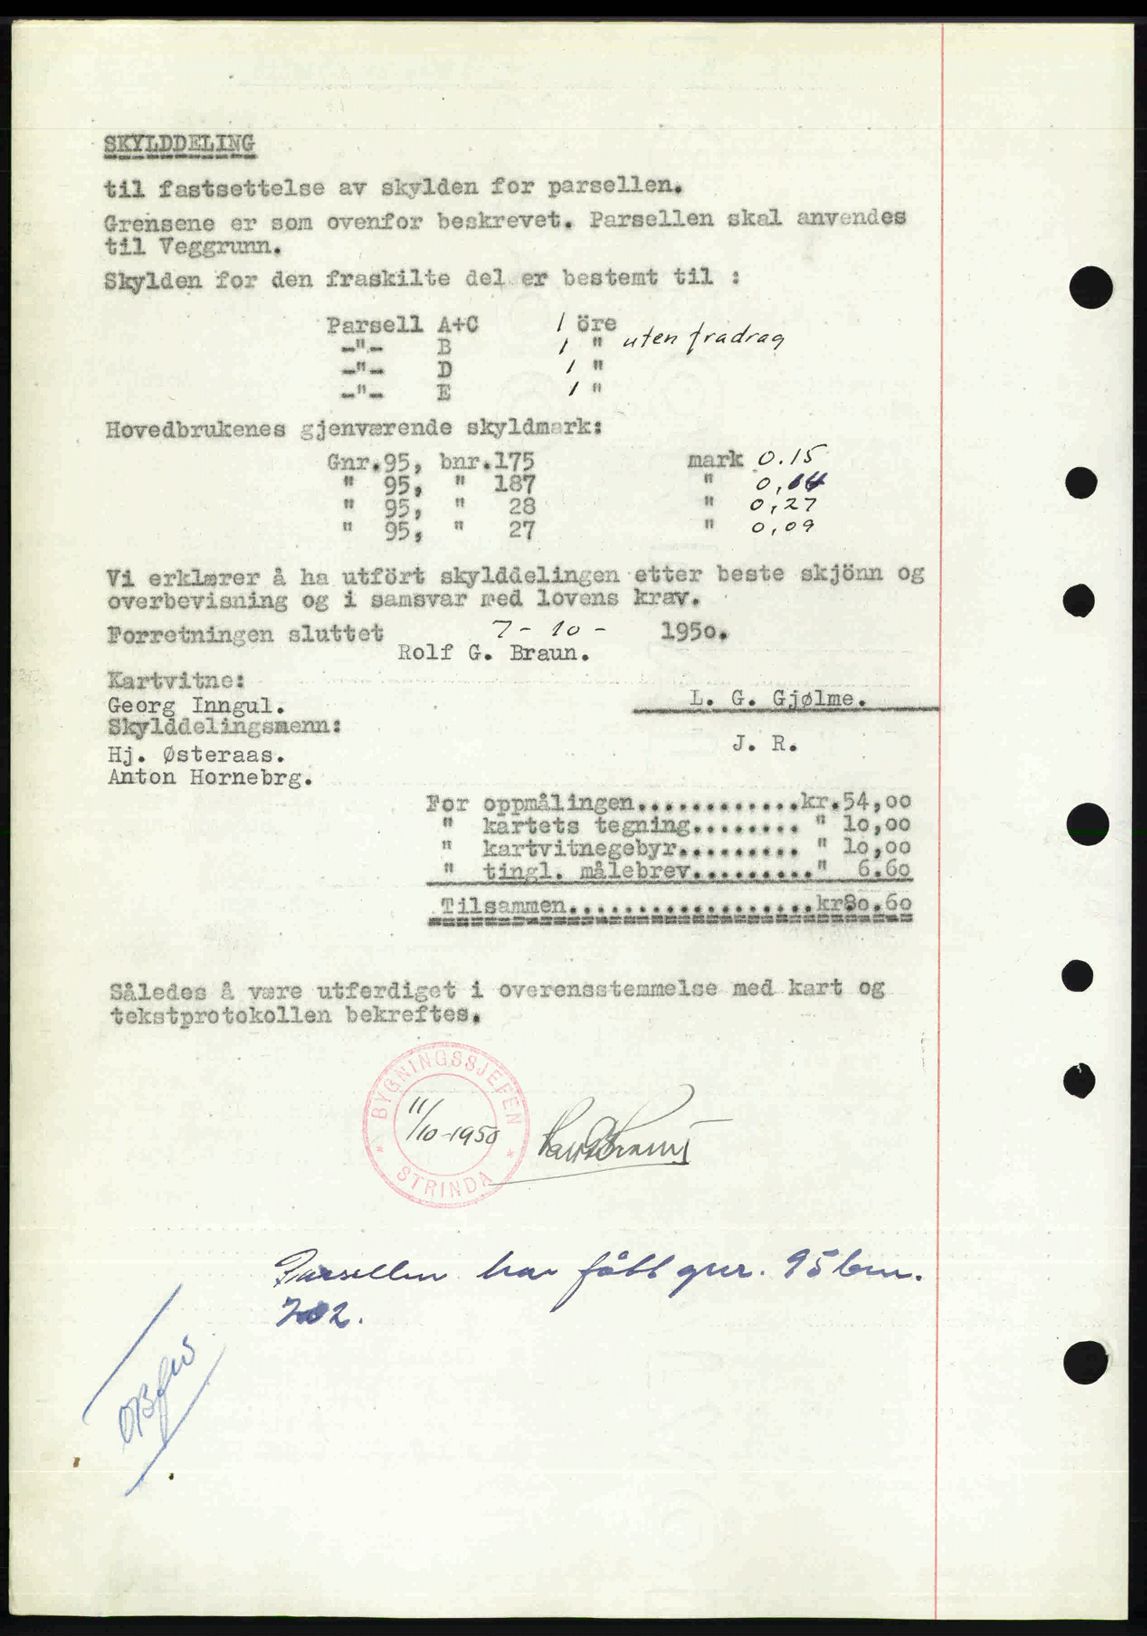 SKYLDDELING
til fastsettelse av skylden for parsellen.
Grensene er som ovenfor beskrevet. Parsellen skal anvendes
til Veggrunn.
Skylden for den fraskilte del er bestemt til :
Parsell A+C 1 öre
-"- B 1 " uten fradrag
-"- D 1 "
-"- E 1 "
Hovedbrukenes gjenværende skyldmark:
Gnr.95, bnr.175 mark 0.15
" 95, " 187 " 0,14
" 95, " 28 " 0,27
" 95, " 27 " 0,09
Vi erklærer å ha utfört skylddelingen etter beste skjönn og
overbevisning og i samsvar med lovens krav.
Forretningen sluttet 7-10- 1950.
Rolf G. Braun.
Kartvitne:
Georg Inngul. L. G. Gjølme.
Skylddelingsmenn:
J. R.
Hj. Østeraas.
Anton Hornebrg.
For oppmålingen.............kr.54,00
" kartets tegning........ " 10,00
" kartvitnegebyr.......... " 10,00
" tingl. målebrev.........." 6.60
Tilsammen...................kr80.60
Således å være utferdiget i overensstemmelse med kart og
tekstprotokollen bekreftes.
BYGNINGSSJEFEN
11/10-1950
STRINDA
Parsellen har fått gnr. 95 bnr.
702.